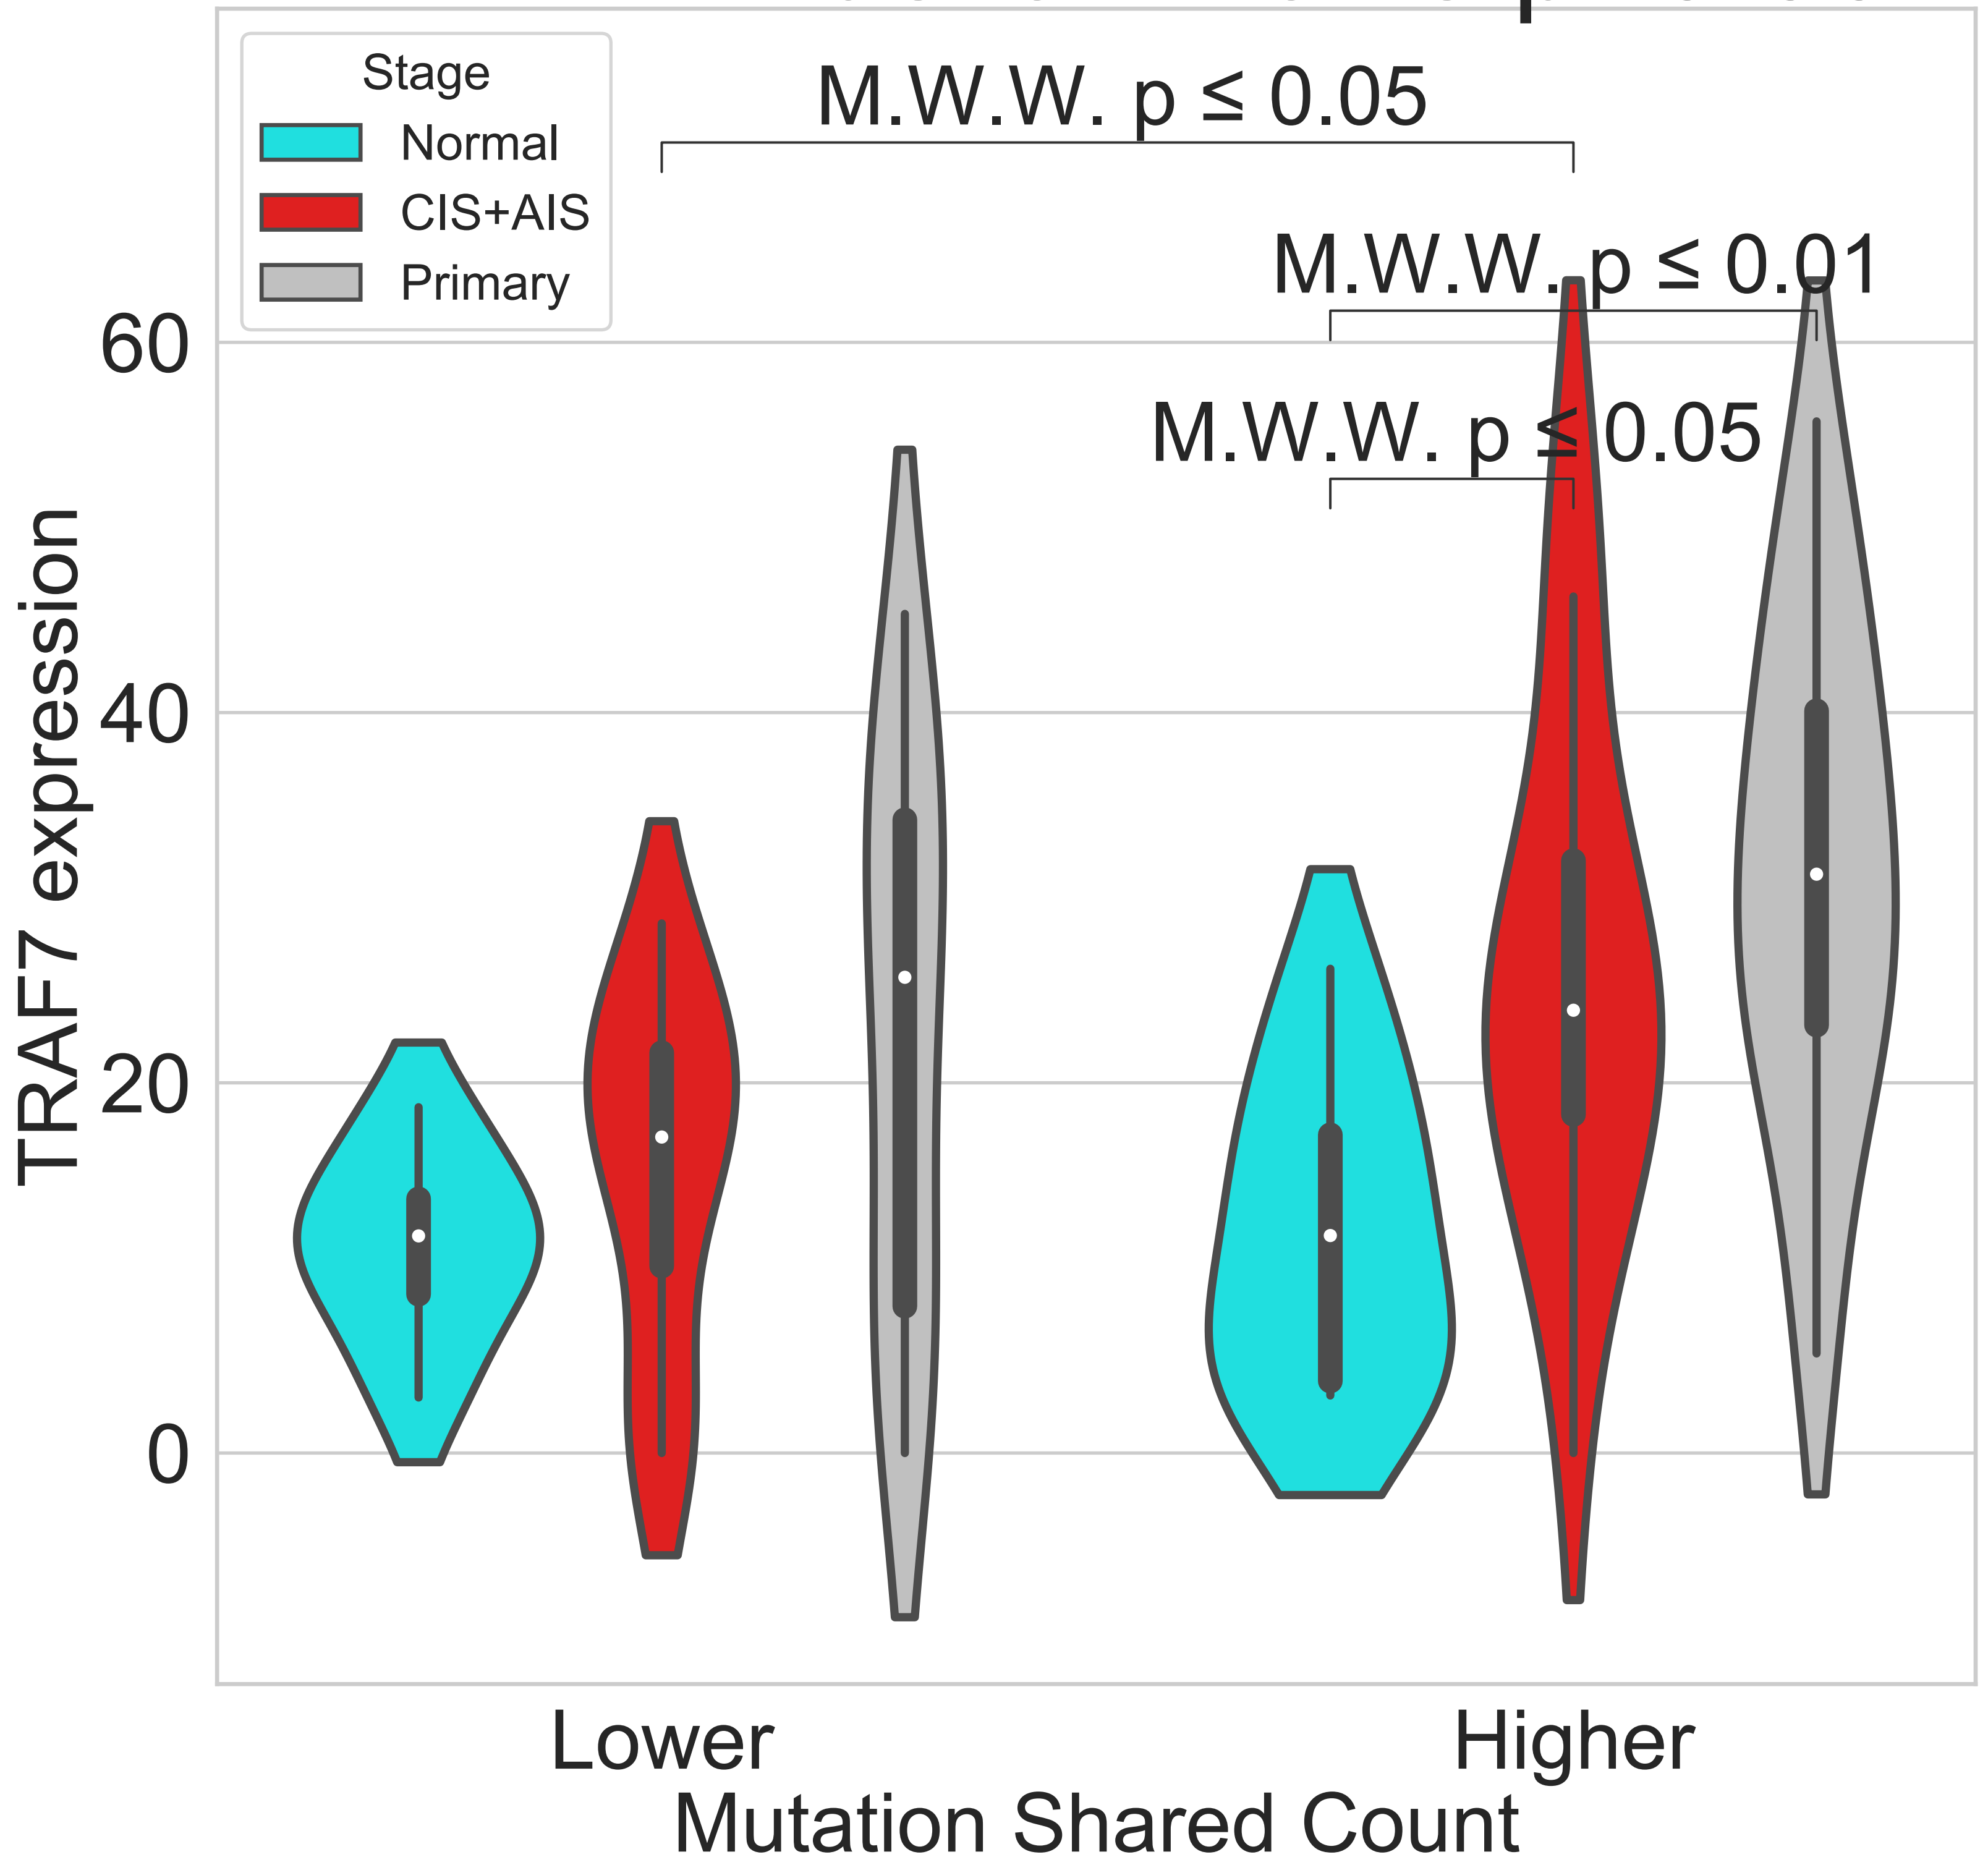 Stage
Normal
CIS+AIS
Primary
M.W.W. p ≤ 0.05
M.W.W. p ≤ 0.01
M.W.W. p ≤ 0.05
60
40
20
0
TRAF7 expression
Lower
Higher
Mutation Shared Count